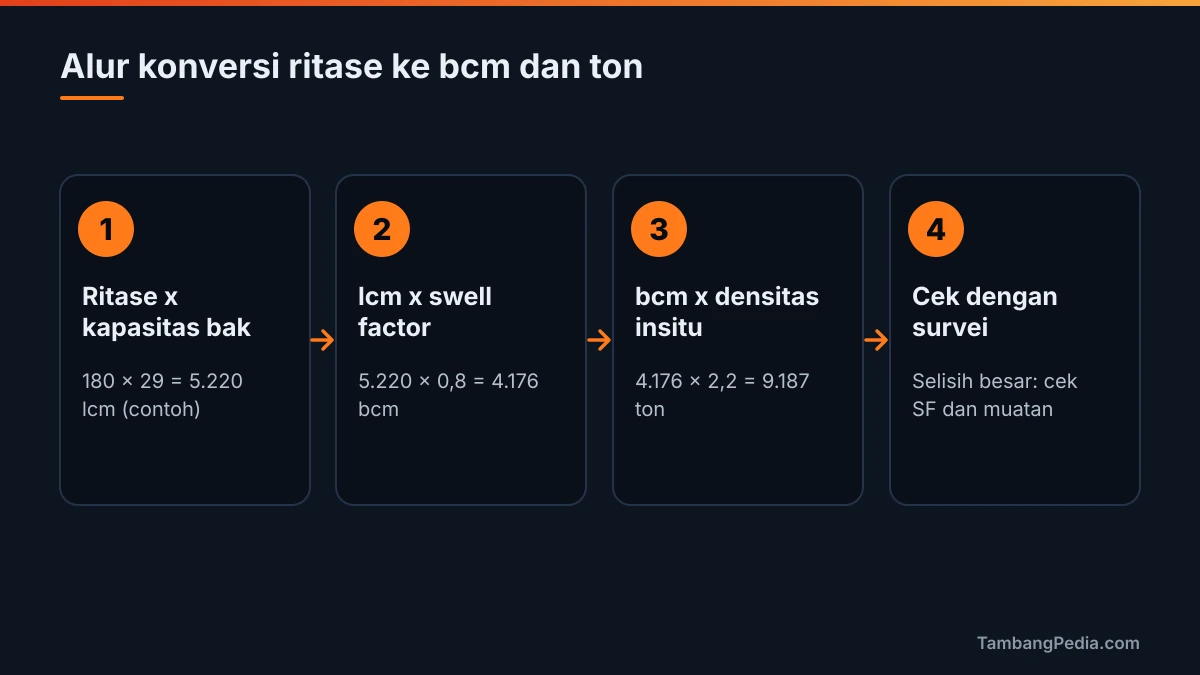 Alur konversi ritase ke bcm dan ton
1
Ritase x
kapasitas bak
180 × 29 = 5.220
lcm (contoh)
2
lcm x swell
factor
5.220 × 0,8 = 4.176
bcm
3
bcm x densitas
insitu
4.176 × 2,2 = 9.187
ton
4
Cek dengan
survei
Selisih besar: cek
SF dan muatan
TambangPedia.com